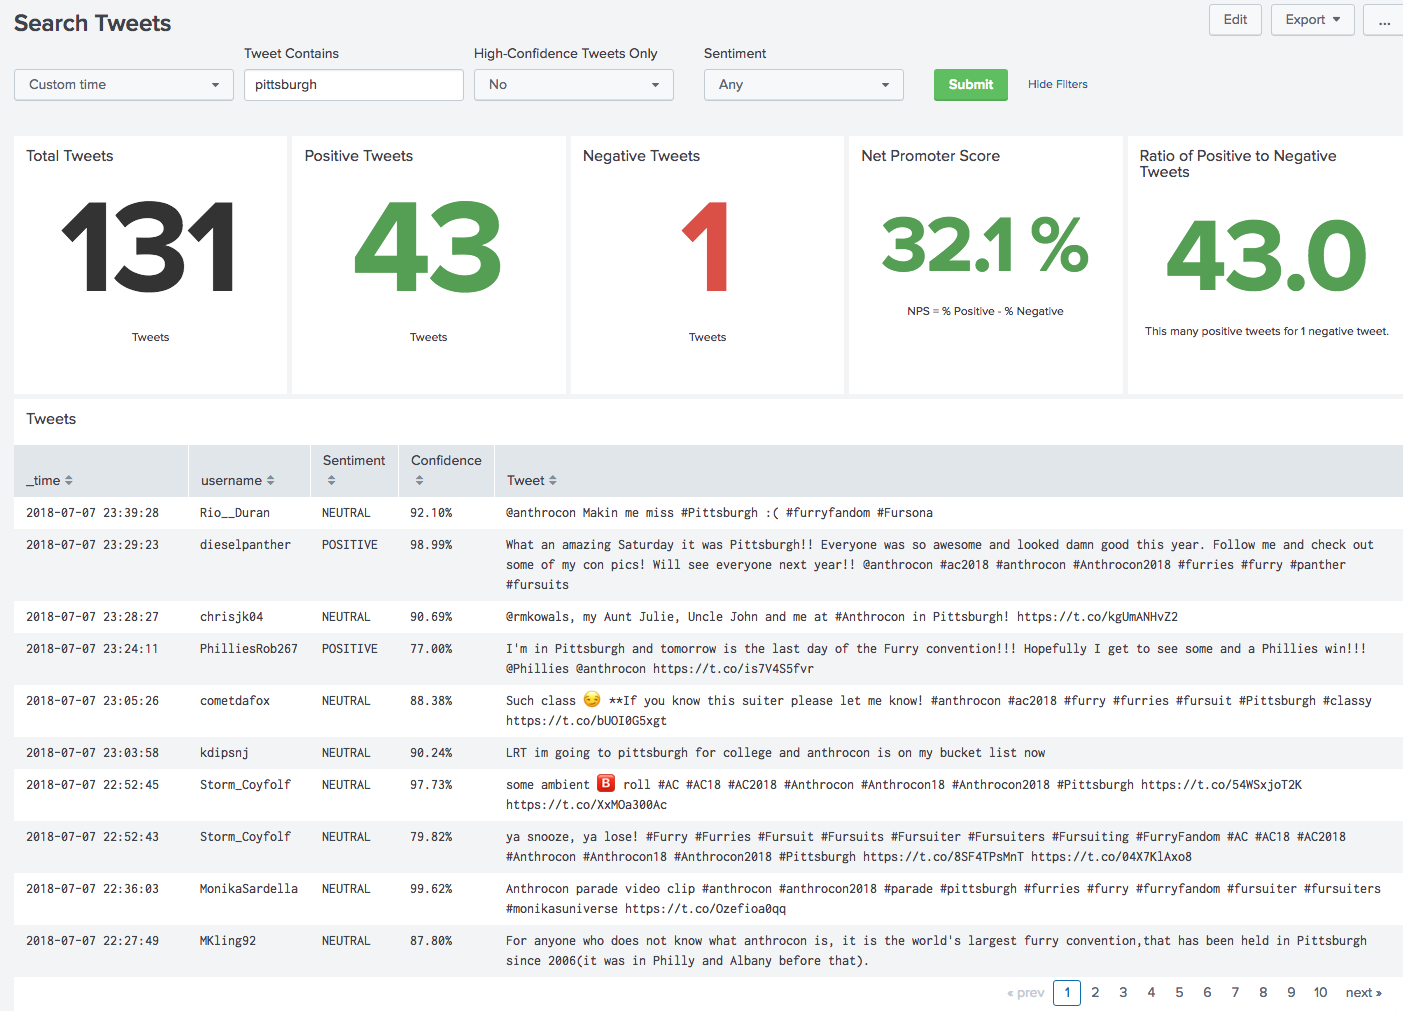 Search Tweets
Edit
Export
...
Tweet Contains
High-Confidence Tweets Only
Sentiment
Custom time
pittsburgh
No
Any
Submit
Hide Filters
Total Tweets
131
Tweets
Positive Tweets
43
Tweets
Negative Tweets
1
Tweets
Net Promoter Score
32.1 %
NPS = % Positive - % Negative
Ratio of Positive to Negative
Tweets
43.0
This many positive tweets for 1 negative tweet.
Tweets
_time username Sentiment Confidence Tweet
2018-07-07 23:39:28 Rio__Duran NEUTRAL 92.10% @anthrocon Makin me miss #Pittsburgh :( #furryfandom #Fursona
2018-07-07 23:29:23 dieselpanther POSITIVE 98.99% What an amazing Saturday it was Pittsburgh!! Everyone was so awesome and looked damn good this year. Follow me and check out
some of my con pics! Will see everyone next year!! @anthrocon #ac2018 #anthrocon #Anthrocon2018 #furries #furry #panther
#fursuits
2018-07-07 23:28:27 chrisjk04 NEUTRAL 90.69% @rmkowals, my Aunt Julie, Uncle John and me at #Anthrocon in Pittsburgh! https://t.co/kgUmANHvZ2
2018-07-07 23:24:11 PhilliesRob267 POSITIVE 77.00% I'm in Pittsburgh and tomorrow is the last day of the Furry convention!!! Hopefully I get to see some and a Phillies win!!!
@Phillies @anthrocon https://t.co/is7V4S5fvr
2018-07-07 23:05:26 cometdafox NEUTRAL 88.38% Such class 😏 **If you know this suiter please let me know! #anthrocon #ac2018 #furry #furries #fursuit #Pittsburgh #classy
https://t.co/bUOI0G5xgt
2018-07-07 23:03:58 kdipsnj NEUTRAL 90.24% LRT im going to pittsburgh for college and anthrocon is on my bucket list now
2018-07-07 22:52:45 Storm_Coyfolf NEUTRAL 97.73% some ambient 🅱 roll #AC #AC18 #AC2018 #Anthrocon #Anthrocon18 #Anthrocon2018 #Pittsburgh https://t.co/54WSxjoT2K
https://t.co/XxMOa300Ac
2018-07-07 22:52:43 Storm_Coyfolf NEUTRAL 79.82% ya snooze, ya lose! #Furry #Furries #Fursuit #Fursuits #Fursuiter #Fursuiters #Fursuiting #FurryFandom #AC #AC18 #AC2018
#Anthrocon #Anthrocon18 #Anthrocon2018 #Pittsburgh https://t.co/8SF4TPsMnT https://t.co/04X7KlAxo8
2018-07-07 22:36:03 MonikaSardella NEUTRAL 99.62% Anthrocon parade video clip #anthrocon #anthrocon2018 #parade #pittsburgh #furries #furry #furryfandom #fursuiter #fursuiters
#monikasuniverse https://t.co/Ozefioa0qq
2018-07-07 22:27:49 MKling92 NEUTRAL 87.80% For anyone who does not know what anthrocon is, it is the world's largest furry convention,that has been held in Pittsburgh
since 2006(it was in Philly and Albany before that).
« prev 1 2 3 4 5 6 7 8 9 10 next »